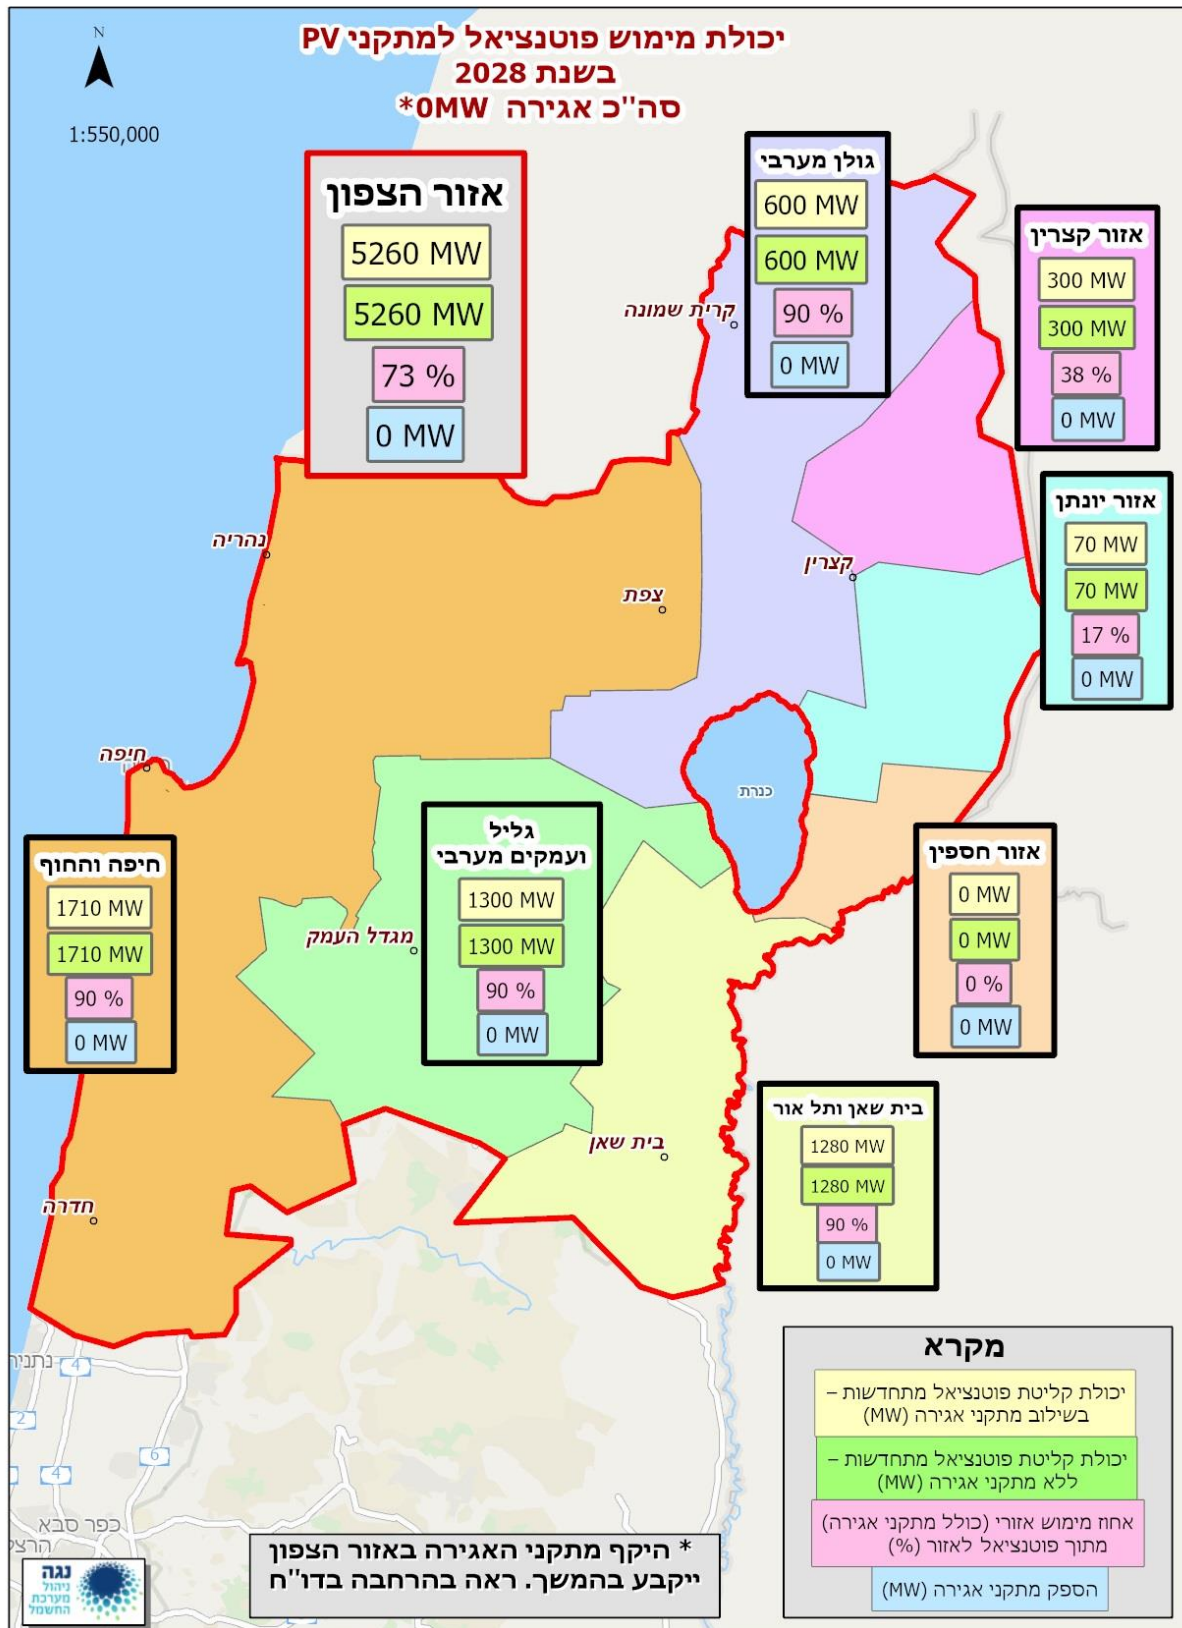 יכולת מימוש פוטנציאל למתקני PV
בשנת 2028
סה"כ אגירה 0MW*
N
1:550,000
אזור הצפון
5260 MW
5260 MW
73 %
0 MW
גולן מערבי
600 MW
600 MW
90 %
0 MW
אזור קצרין
300 MW
300 MW
38 %
0 MW
אזור יונתן
70 MW
70 MW
17 %
0 MW
קרית שמונה
נהריה
צפת
קצרין
חיפה
כנרת
חיפה והחוף
1710 MW
1710 MW
90 %
0 MW
גליל
ועמקים מערבי
1300 MW
1300 MW
90 %
0 MW
אזור חספין
0 MW
0 MW
0 %
0 MW
מגדל העמק
בית שאן ותל אור
1280 MW
1280 MW
90 %
0 MW
בית שאן
חדרה
4
2
6
4
כפר סבא
מקרא
יכולת קליטת פוטנציאל מתחדשות –
בשילוב מתקני אגירה (MW)
יכולת קליטת פוטנציאל מתחדשות –
ללא מתקני אגירה (MW)
אחוז מימוש אזורי (כולל מתקני אגירה)
מתוך פוטנציאל לאזור (%)
הספק מתקני אגירה (MW)
* היקף מתקני האגירה באזור הצפון
ייקבע בהמשך. ראה בהרחבה בדו"ח
נגה
ניהול
מערכת
החשמל